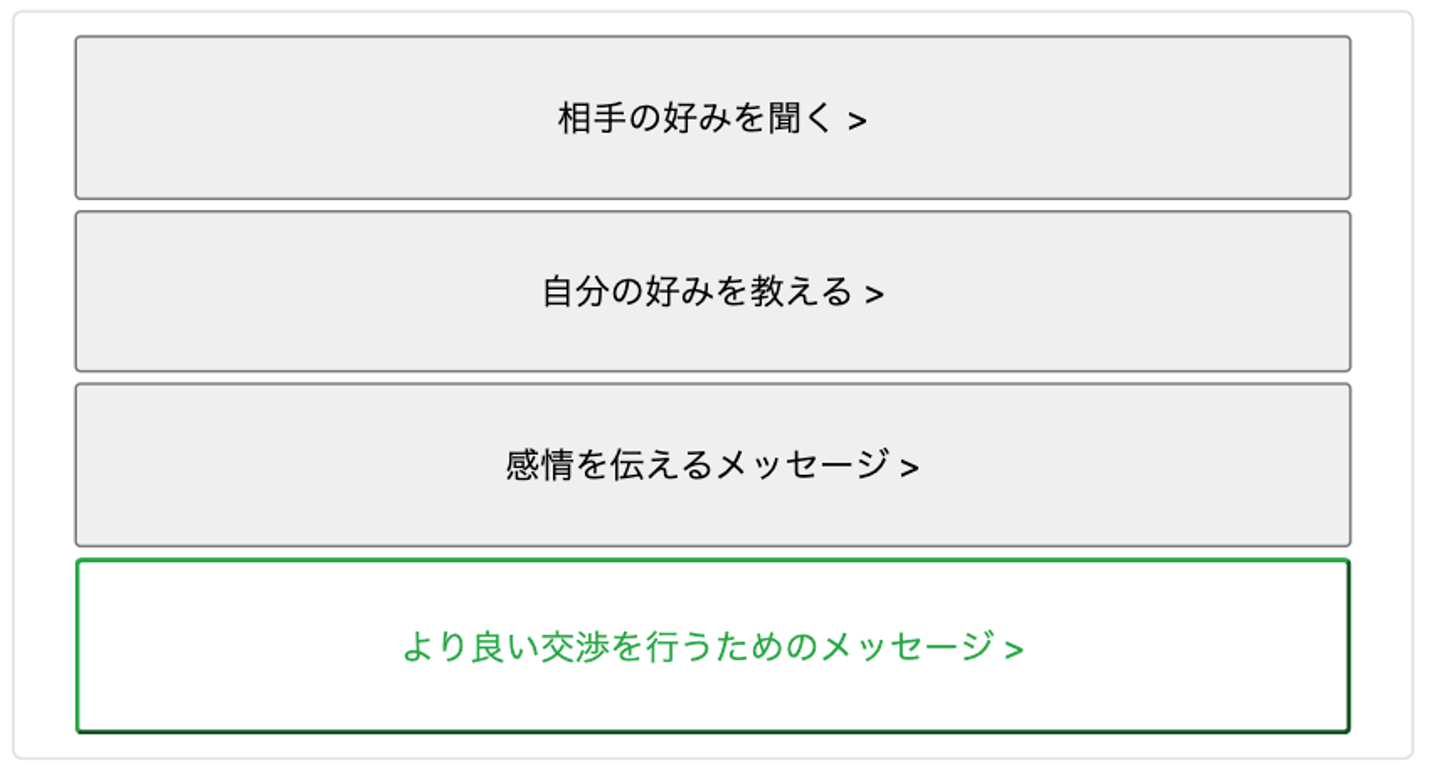 相手の好みを聞く >
自分の好みを教える >
感情を伝えるメッセージ >
より良い交渉を行うためのメッセージ >